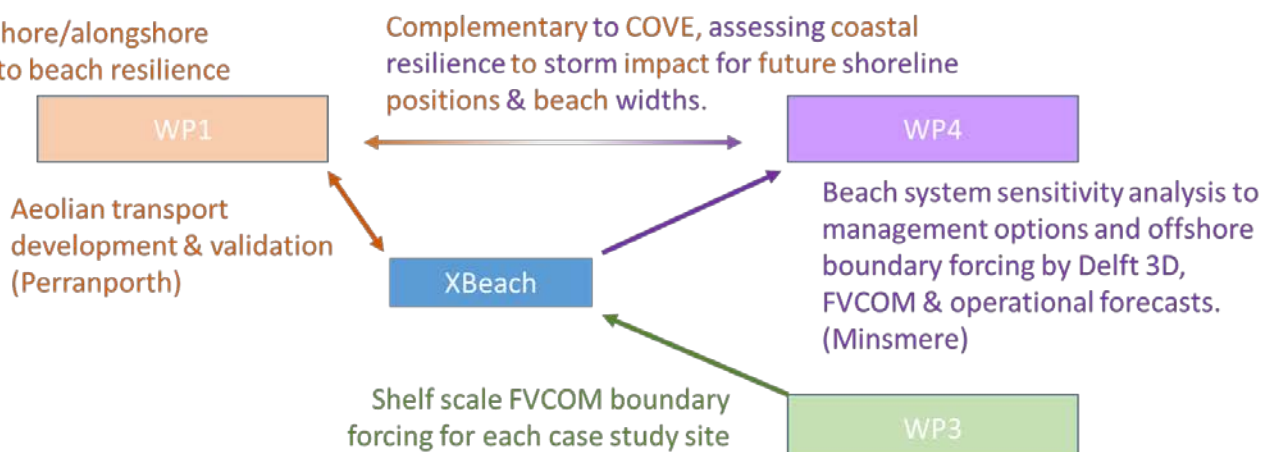 hore/alongshore
to beach resilience
Complementary to COVE, assessing coastal
resilience to storm impact for future shoreline
positions & beach widths.
WP1
WP4
Aeolian transport
development & validation
(Perranporth)
XBeach
Beach system sensitivity analysis to
management options and offshore
boundary forcing by Delft 3D,
FVCOM & operational forecasts.
(Minsmere)
Shelf scale FVCOM boundary
forcing for each case study site
WP3